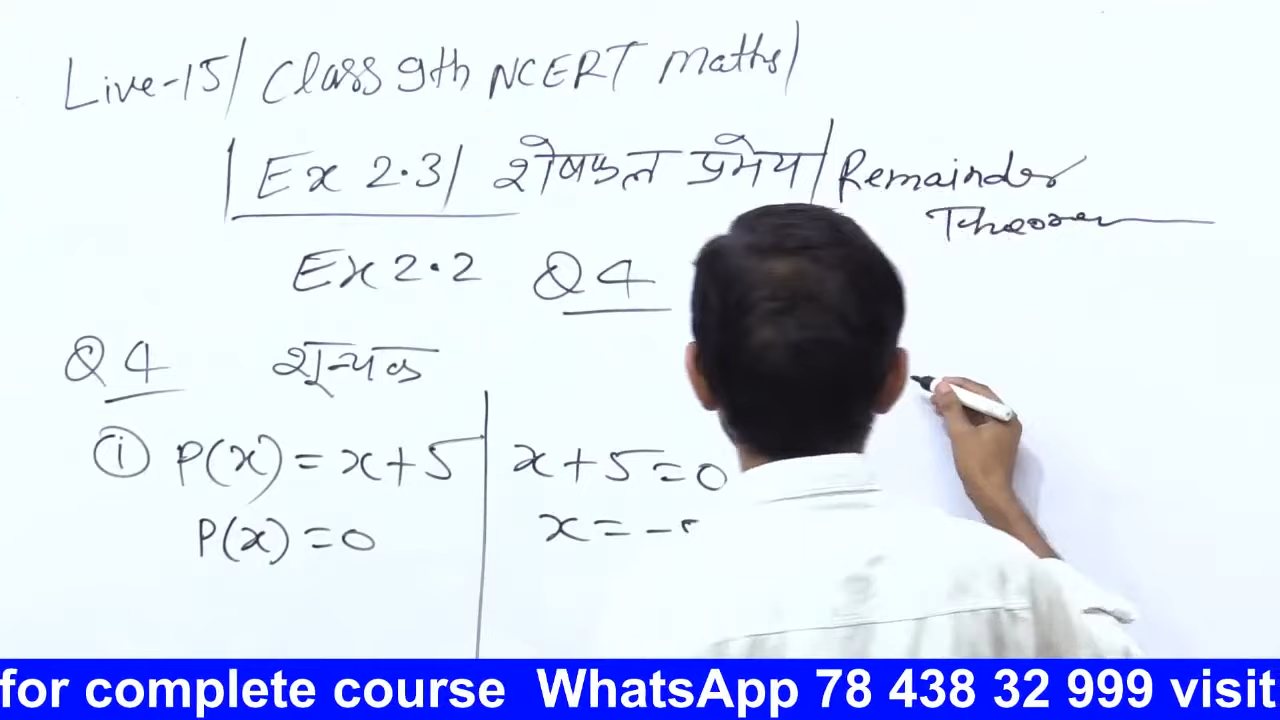 Live-15/ Class 9th NCERT Maths/
| Ex 2.3/ शेषफल प्रमेय/ Remainder
Theorem
Ex 2.2 Q4
Q4 शून्यक
(i) P(x) = x+5 | x+5=0
P(x) = 0 x = -5
for complete course WhatsApp 78 438 32 999 visit